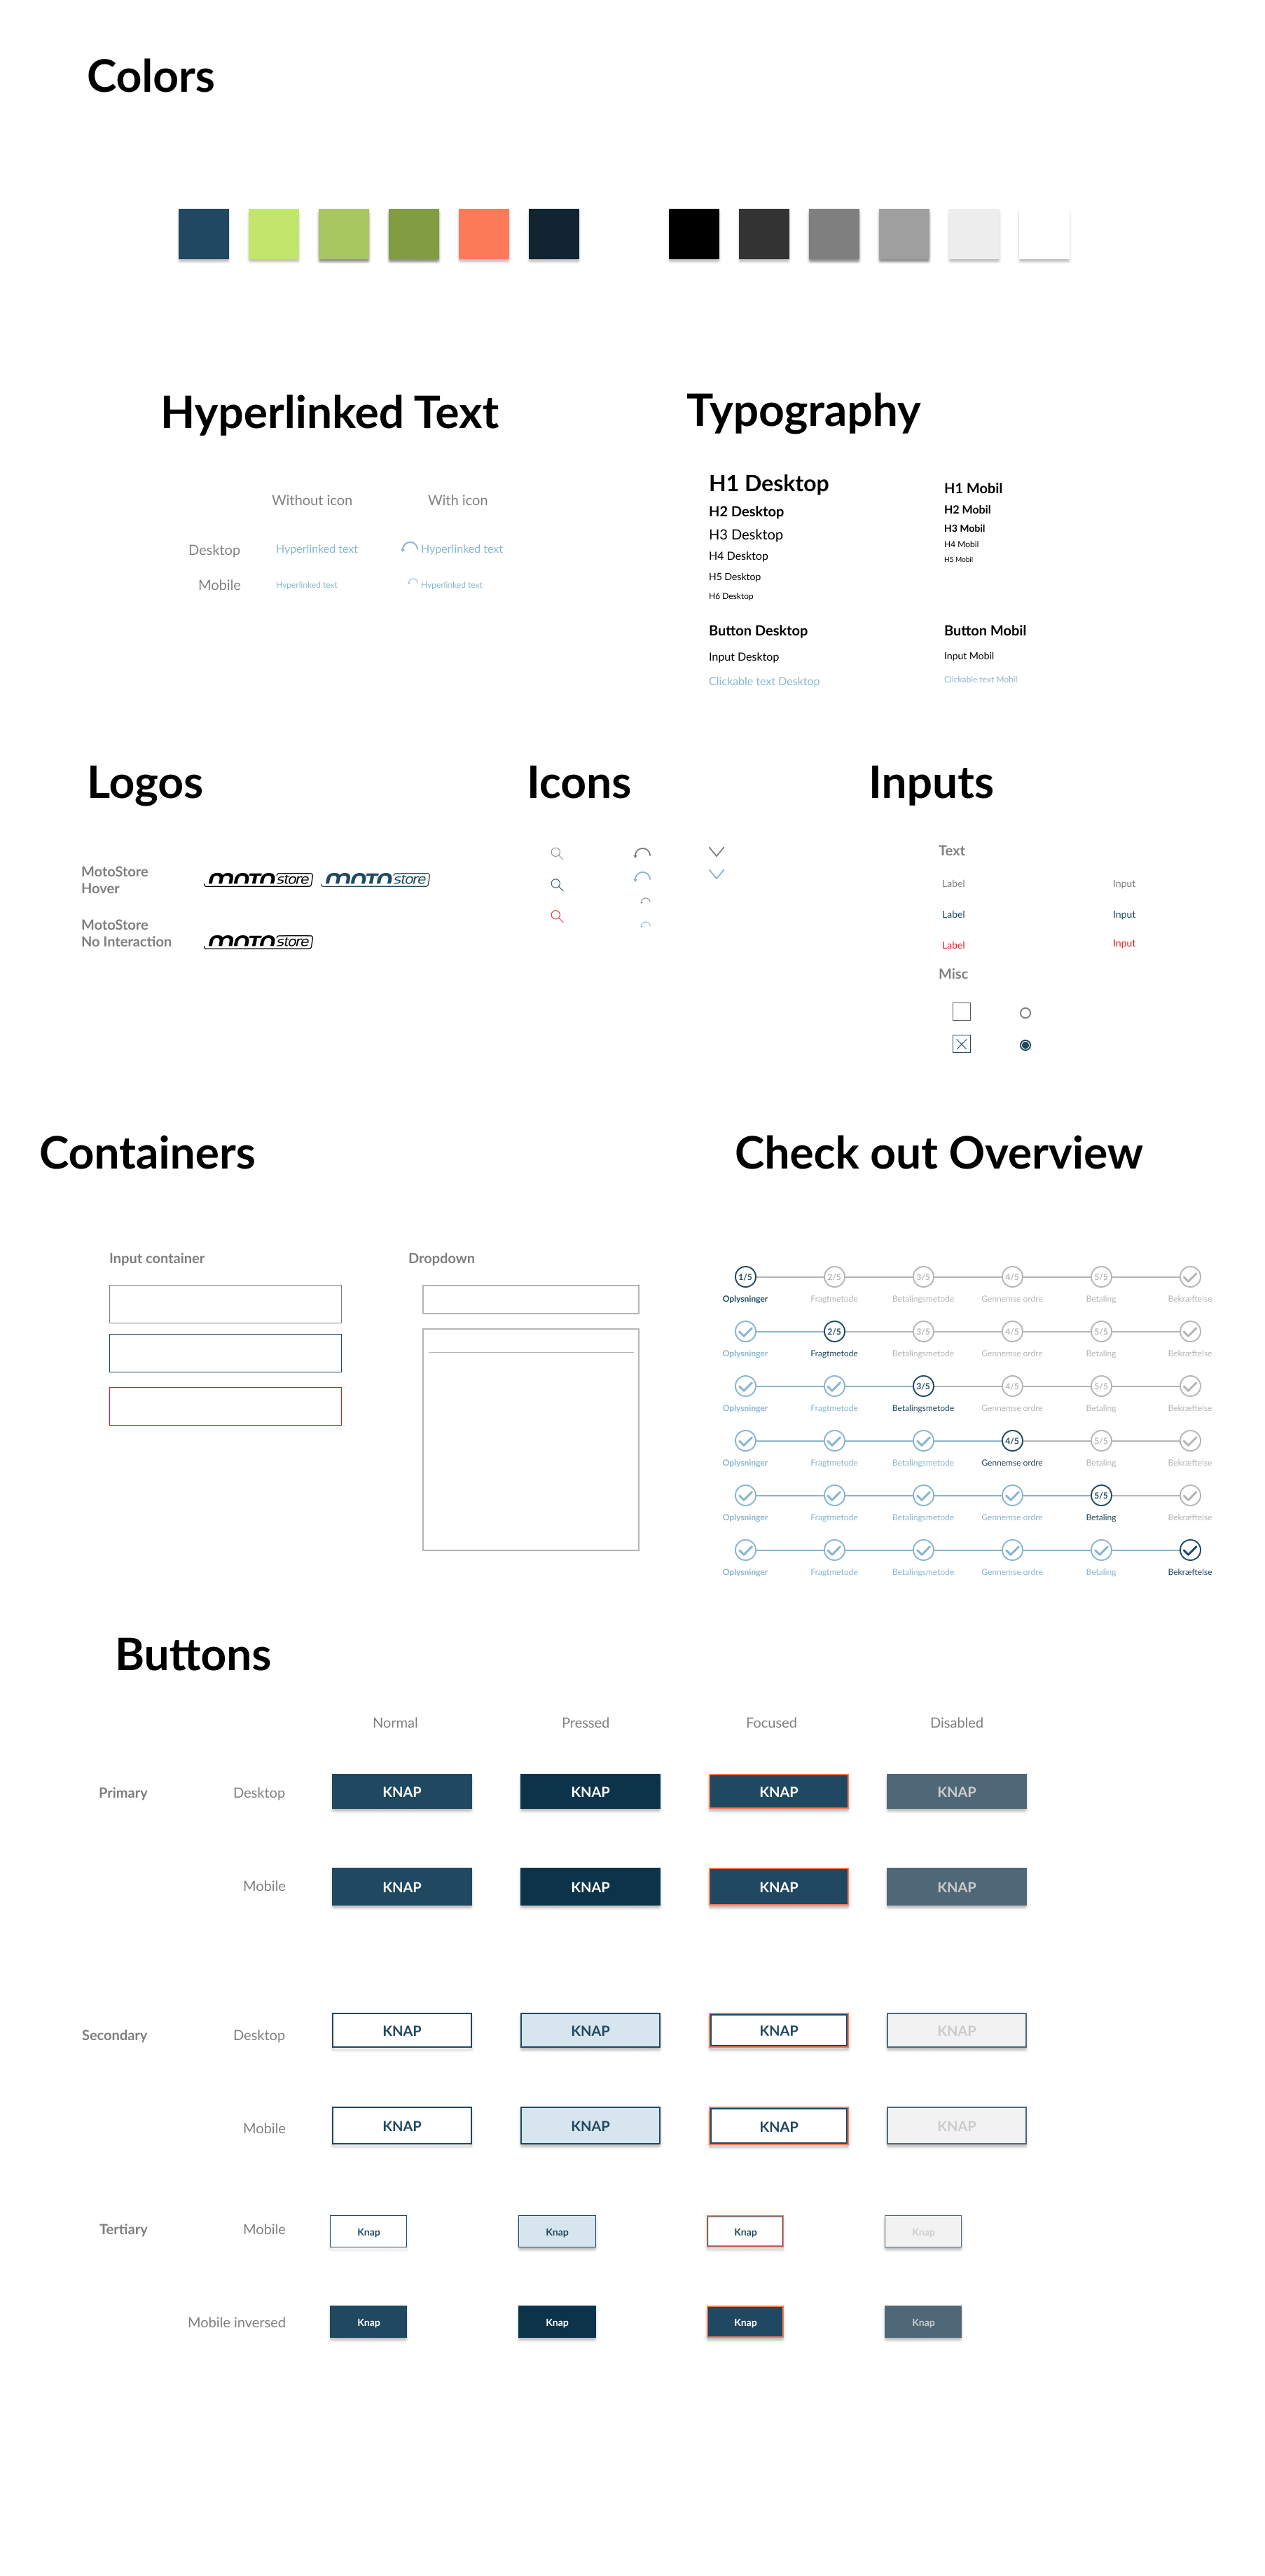 Colors
Hyperlinked Text
Without icon With icon
Desktop Hyperlinked text Hyperlinked text
Mobile Hyperlinked text Hyperlinked text
Typography
H1 Desktop
H2 Desktop
H3 Desktop
H4 Desktop
H5 Desktop
H6 Desktop
Button Desktop
Input Desktop
Clickable text Desktop
H1 Mobil
H2 Mobil
H3 Mobil
H4 Mobil
H5 Mobil
Button Mobil
Input Mobil
Clickable text Mobil
Logos
MotoStore
Hover
MOTO store MOTO store
MotoStore
No Interaction
MOTO store
Icons
Inputs
Text
Label Input
Label Input
Label Input
Misc
Containers
Input container
Dropdown
Check out Overview
1/5 2/5 3/5 4/5 5/5
Oplysninger Fragtmetode Betalingsmetode Gennemse ordre Betaling Bekræftelse
2/5 3/5 4/5 5/5
Oplysninger Fragtmetode Betalingsmetode Gennemse ordre Betaling Bekræftelse
3/5 4/5 5/5
Oplysninger Fragtmetode Betalingsmetode Gennemse ordre Betaling Bekræftelse
4/5 5/5
Oplysninger Fragtmetode Betalingsmetode Gennemse ordre Betaling Bekræftelse
5/5
Oplysninger Fragtmetode Betalingsmetode Gennemse ordre Betaling Bekræftelse
Oplysninger Fragtmetode Betalingsmetode Gennemse ordre Betaling Bekræftelse
Buttons
Normal Pressed Focused Disabled
Primary Desktop KNAP KNAP KNAP KNAP
Mobile KNAP KNAP KNAP KNAP
Secondary Desktop KNAP KNAP KNAP KNAP
Mobile KNAP KNAP KNAP KNAP
Tertiary Mobile Knap Knap Knap Knap
Mobile inversed Knap Knap Knap Knap